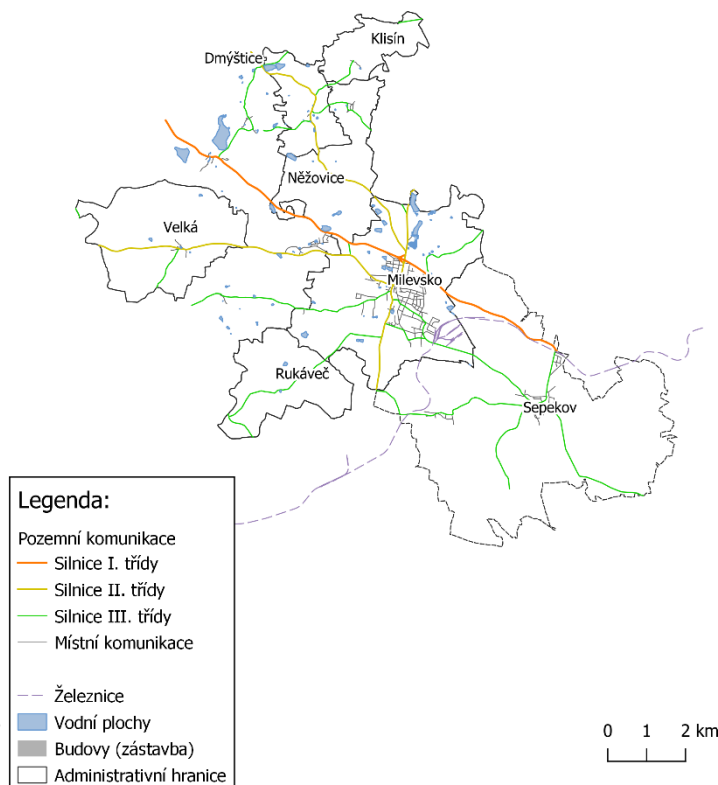 Klisín
Dmýštice
Něžovice
Velká
Milevsko
Rukáveč
Sepekov
Legenda:
Pozemní komunikace
Silnice I. třídy
Silnice II. třídy
Silnice III. třídy
Místní komunikace
Železnice
Vodní plochy
Budovy (zástavba)
Administrativní hranice
0 1 2 km